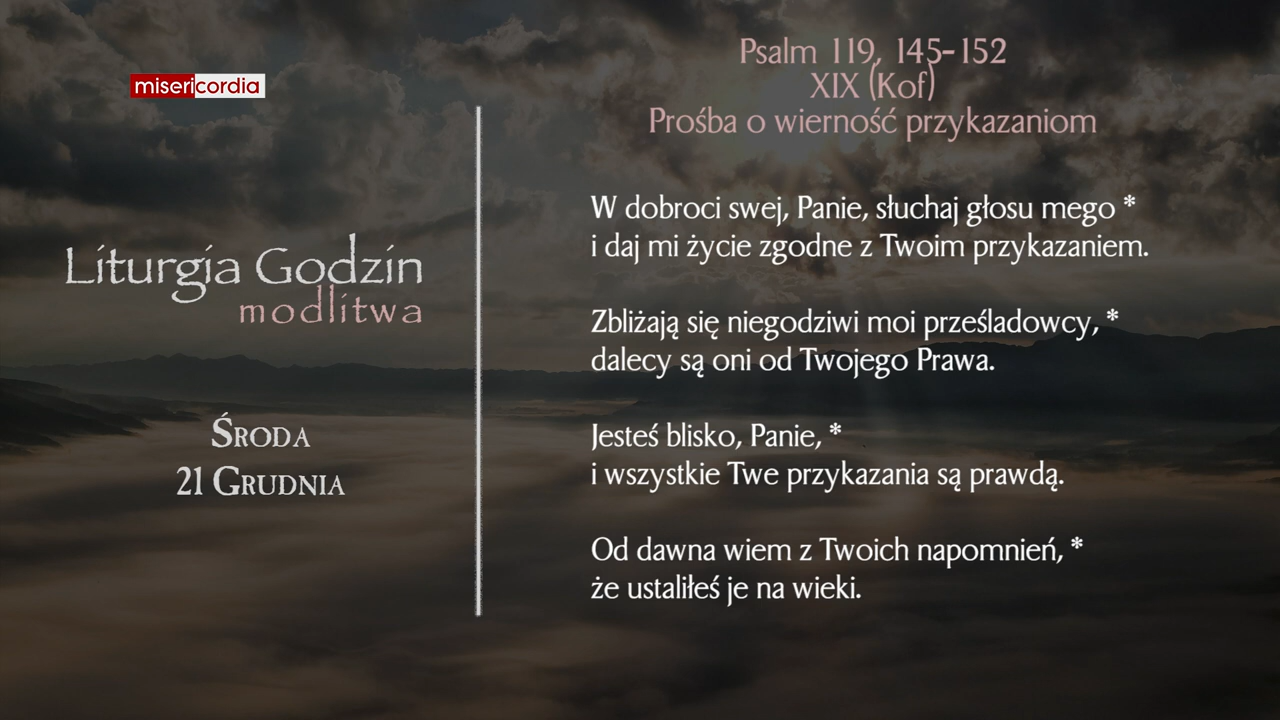 misericordia
Liturgia Godzin
modlitwa
Środa
21 Grudnia
Psalm 119, 145-152
XIX (Kof)
Prośba o wierność przykazaniom
W dobroci swej, Panie, słuchaj głosu mego *
i daj mi życie zgodne z Twoim przykazaniem.
Zbliżają się niegodziwi moi prześladowcy, *
dalecy są oni od Twojego Prawa.
Jesteś blisko, Panie, *
i wszystkie Twe przykazania są prawdą.
Od dawna wiem z Twoich napomnień, *
że ustaliłeś je na wieki.